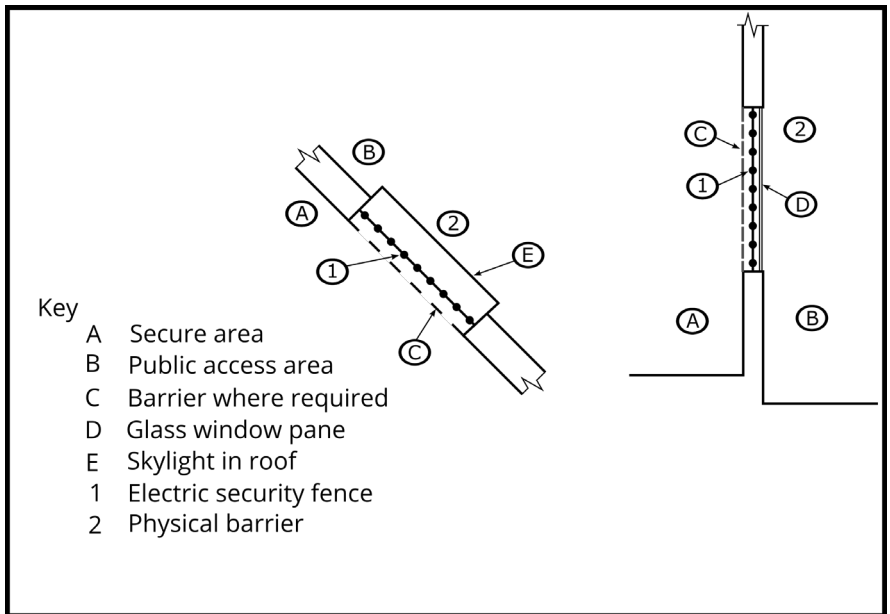 B
A
2
E
1
C
C
2
1
D
A
B
Key
A Secure area
B Public access area
C Barrier where required
D Glass window pane
E Skylight in roof
1 Electric security fence
2 Physical barrier